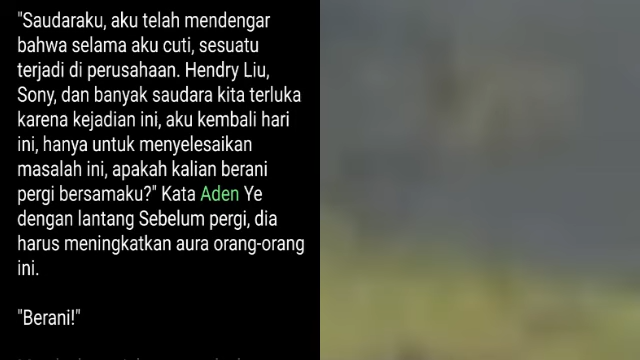 "Saudaraku, aku telah mendengar
bahwa selama aku cuti, sesuatu
terjadi di perusahaan. Hendry Liu,
Sony, dan banyak saudara kita terluka
karena kejadian ini, aku kembali hari
ini, hanya untuk menyelesaikan
masalah ini, apakah kalian berani
pergi bersamaku?" Kata Aden Ye
dengan lantang Sebelum pergi, dia
harus meningkatkan aura orang-orang
ini.
"Berani!"